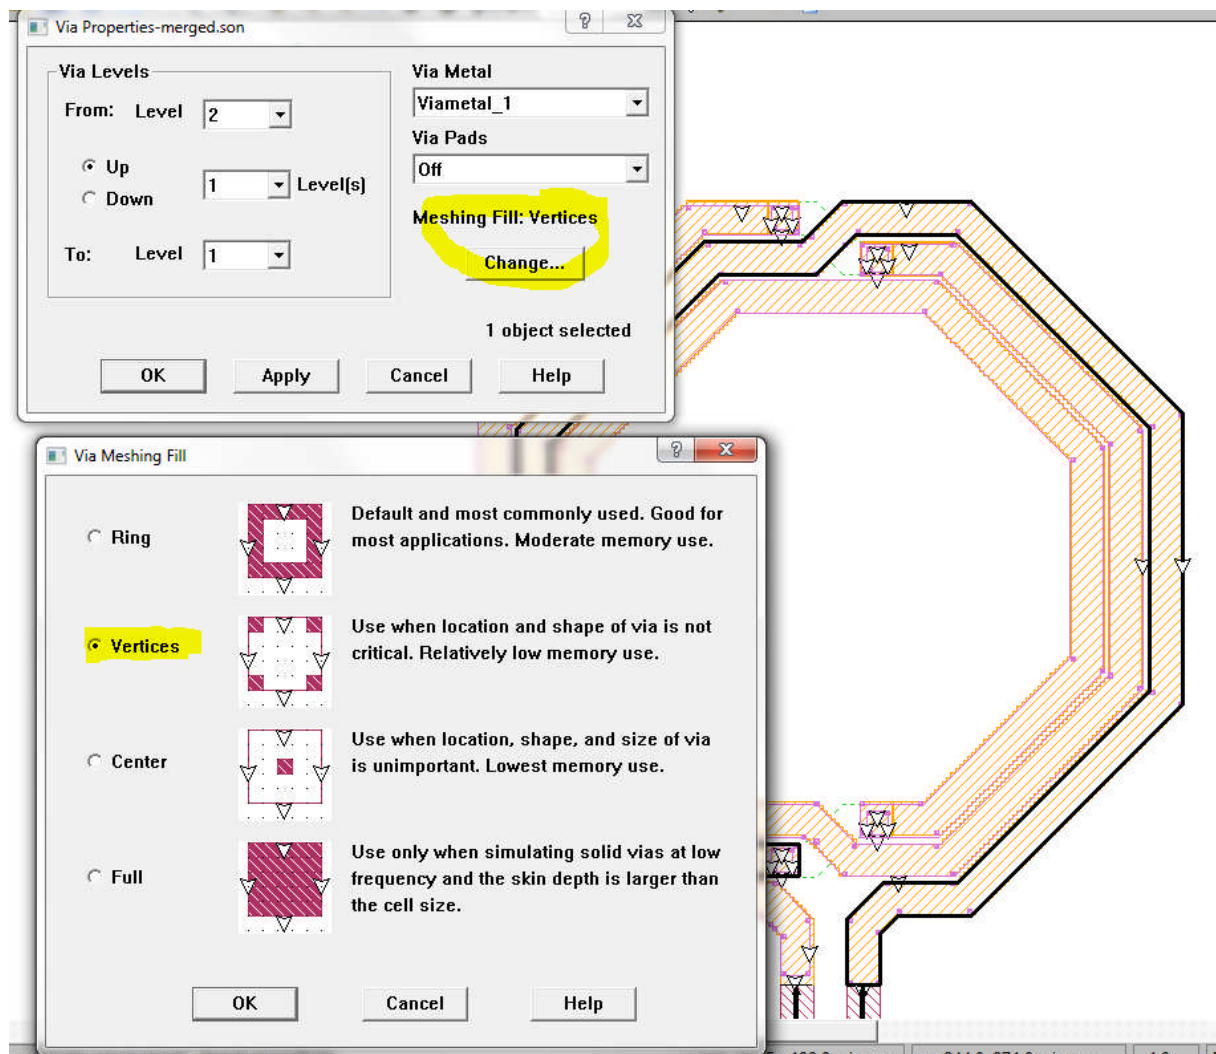 Via Properties-merged.son
Via Levels
From: Level 2
Up
Down
1 Level(s)
To: Level 1
Via Metal
Viametal_1
Via Pads
Off
Meshing Fill: Vertices
Change...
1 object selected
OK Apply Cancel Help
Via Meshing Fill
Ring
Default and most commonly used. Good for
most applications. Moderate memory use.
Vertices
Use when location and shape of via is not
critical. Relatively low memory use.
Center
Use when location, shape, and size of via
is unimportant. Lowest memory use.
Full
Use only when simulating solid vias at low
frequency and the skin depth is larger than
the cell size.
OK Cancel Help